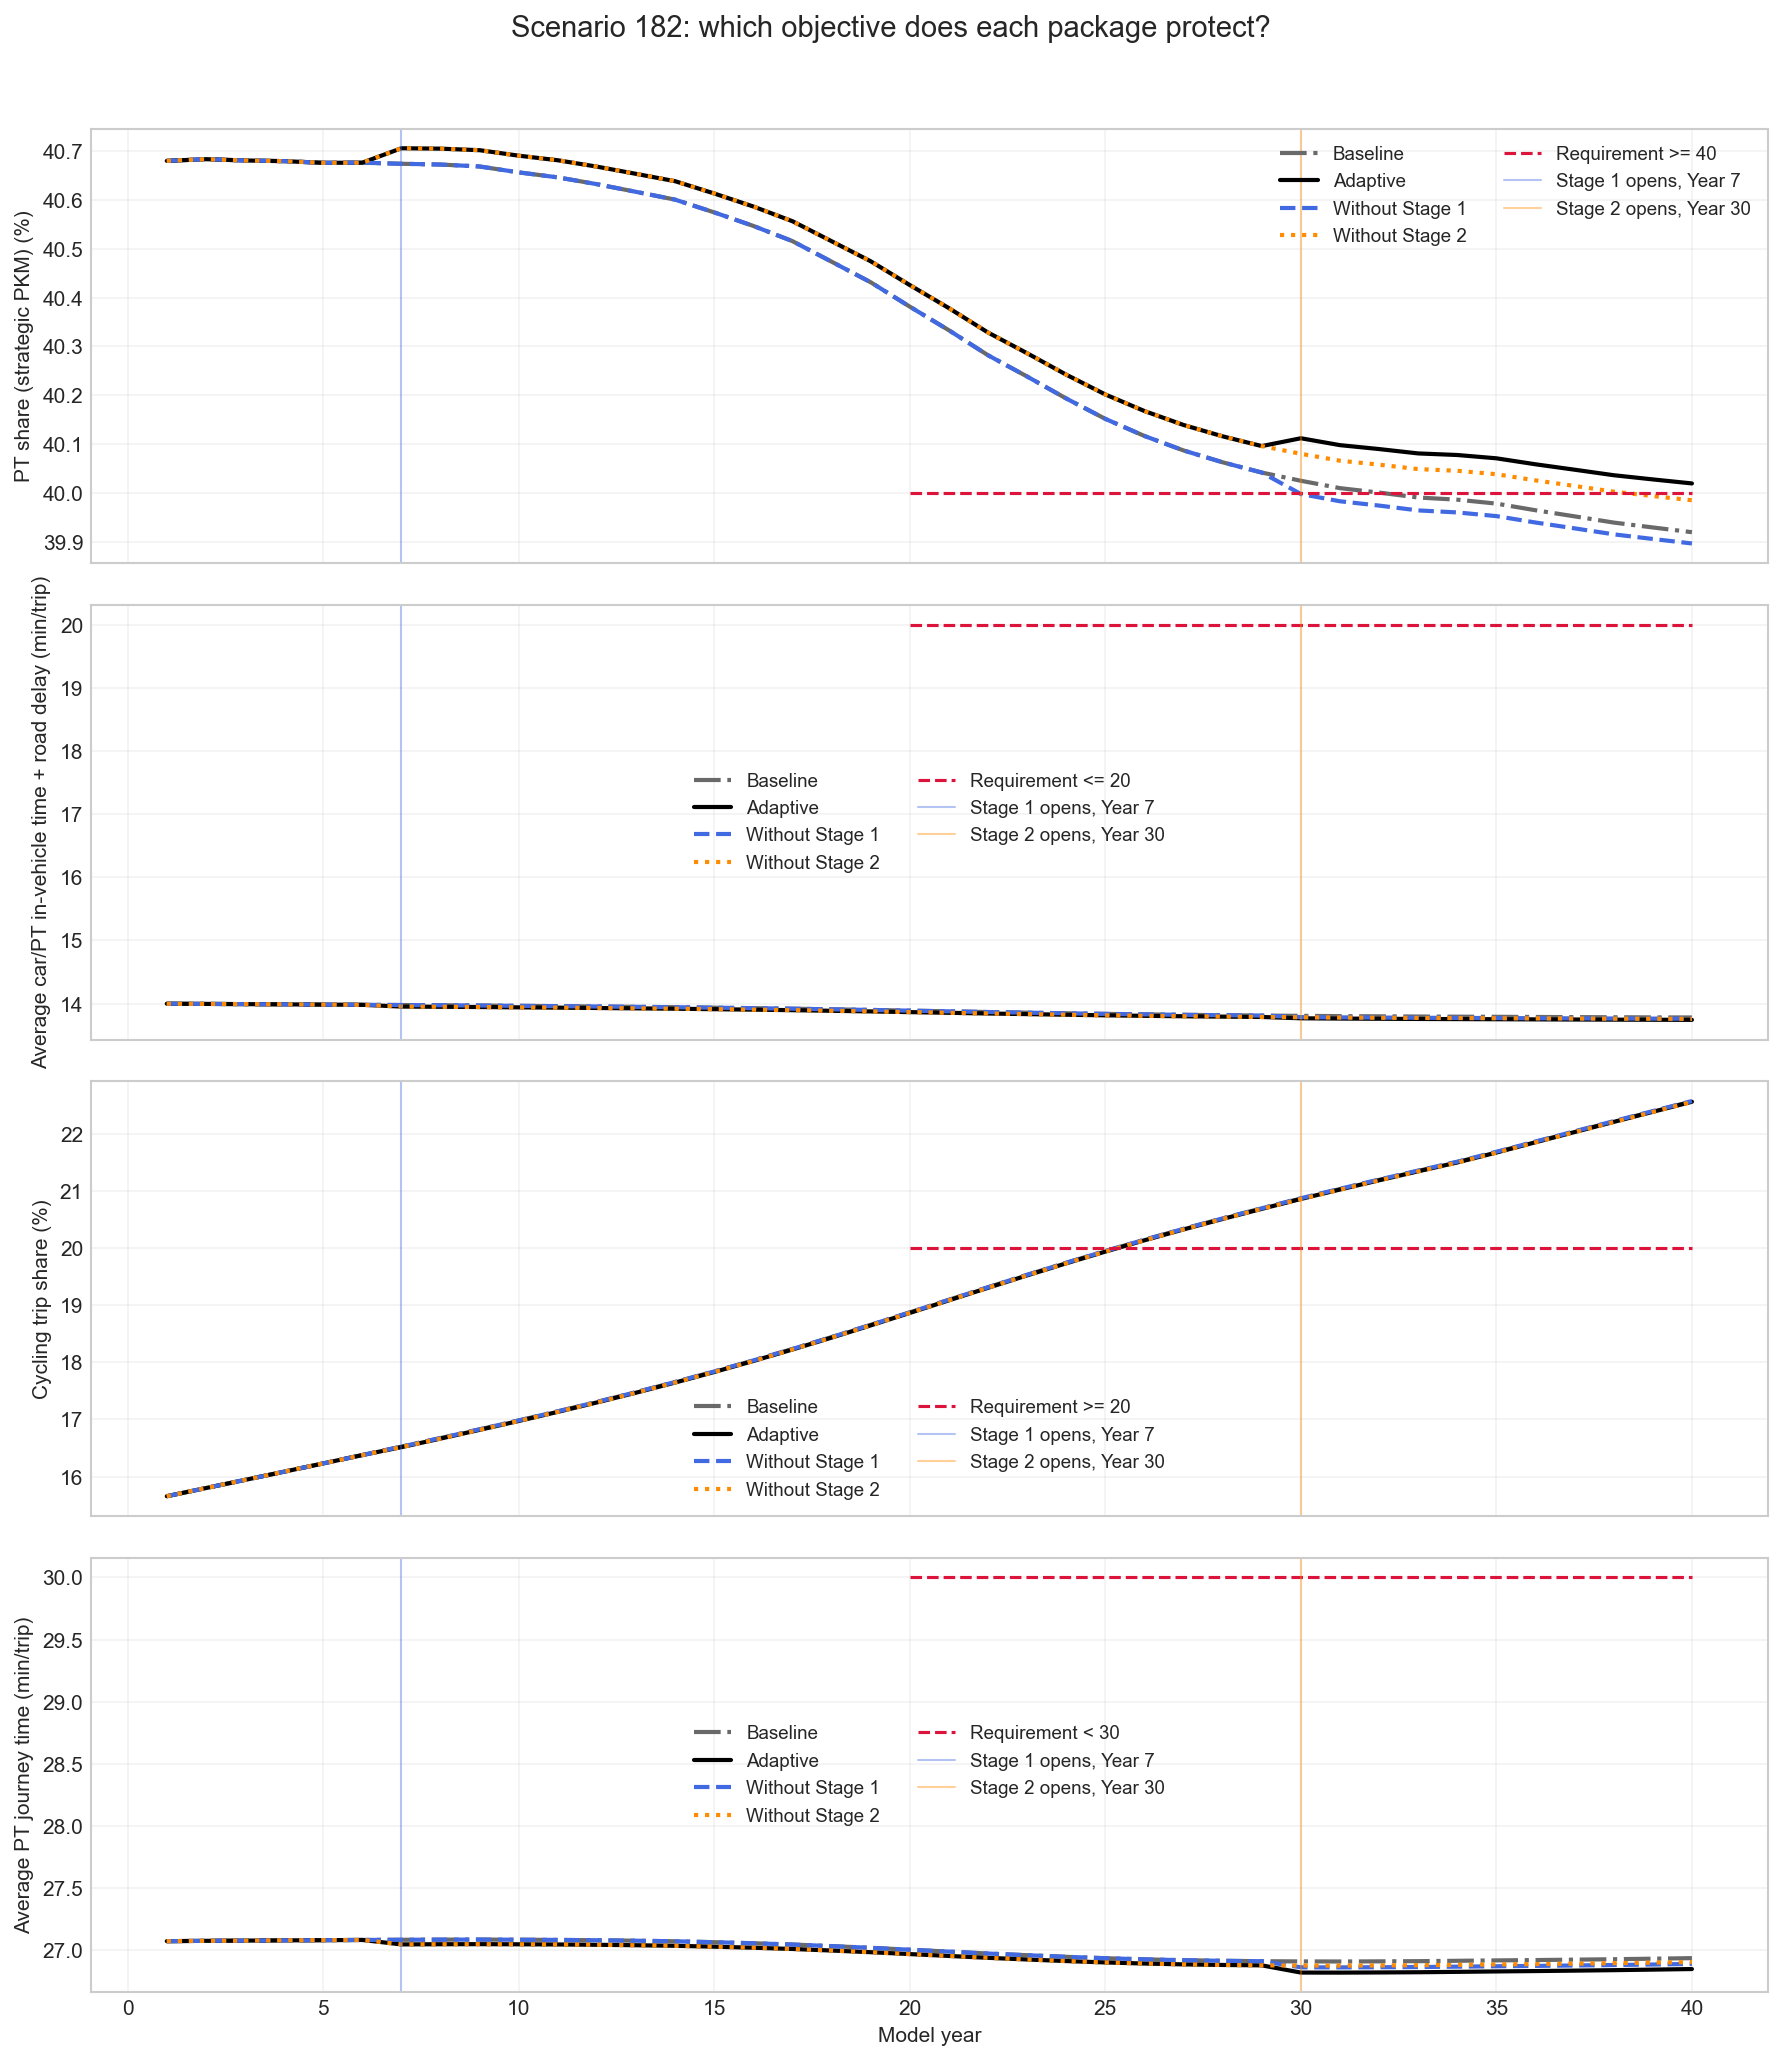 Scenario 182: which objective does each package protect?
PT share (strategic PKM) (%)
40.7
40.6
40.5
40.4
40.3
40.2
40.1
40.0
39.9
Baseline
Adaptive
Without Stage 1
Without Stage 2
Requirement >= 40
Stage 1 opens, Year 7
Stage 2 opens, Year 30
Average car/PT in-vehicle time + road delay (min/trip)
20
19
18
17
16
15
14
Baseline
Adaptive
Without Stage 1
Without Stage 2
Requirement <= 20
Stage 1 opens, Year 7
Stage 2 opens, Year 30
Cycling trip share (%)
22
21
20
19
18
17
16
Baseline
Adaptive
Without Stage 1
Without Stage 2
Requirement >= 20
Stage 1 opens, Year 7
Stage 2 opens, Year 30
Average PT journey time (min/trip)
30.0
29.5
29.0
28.5
28.0
27.5
27.0
Baseline
Adaptive
Without Stage 1
Without Stage 2
Requirement < 30
Stage 1 opens, Year 7
Stage 2 opens, Year 30
0 5 10 15 20 25 30 35 40
Model year